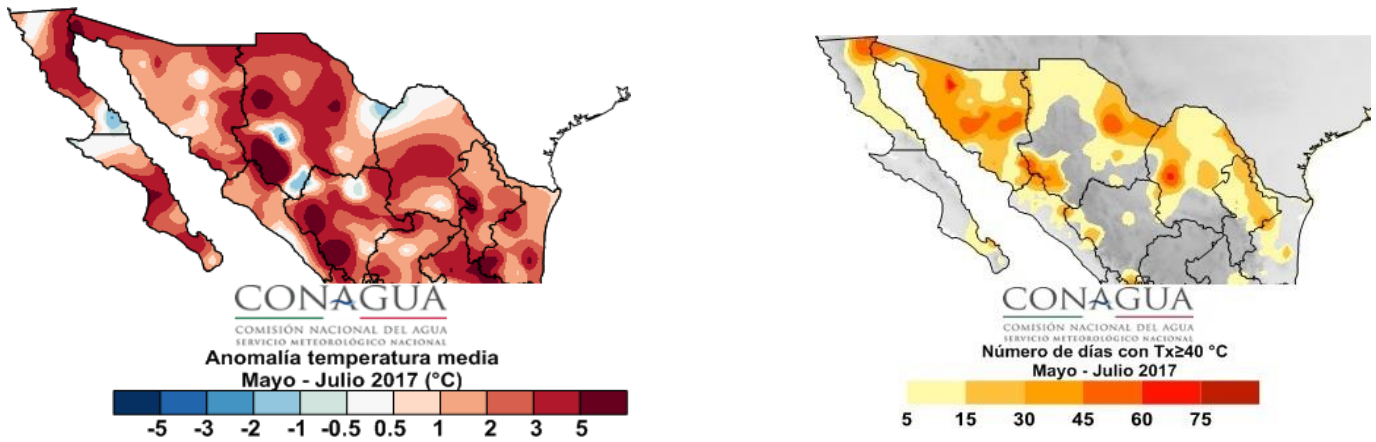 CONAGUA
COMISIÓN NACIONAL DEL AGUA
SERVICIO METEOROLÓGICO NACIONAL
Anomalía temperatura media
Mayo - Julio 2017 (°C)
-5 -3 -2 -1 -0.5 0.5 1 2 3 5
CONAGUA
COMISIÓN NACIONAL DEL AGUA
SERVICIO METEOROLÓGICO NACIONAL
Número de días con Tx≥40 °C
Mayo - Julio 2017
5 15 30 45 60 75